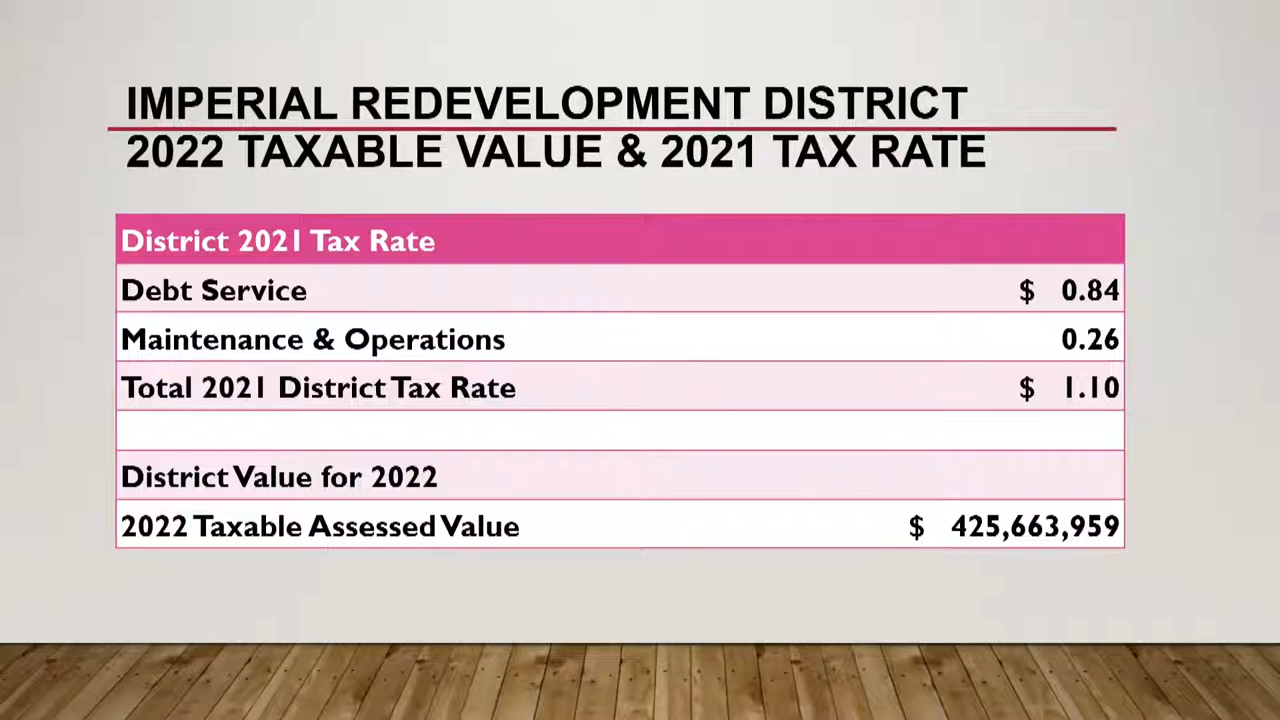 IMPERIAL REDEVELOPMENT DISTRICT
2022 TAXABLE VALUE & 2021 TAX RATE
District 2021 Tax Rate
Debt Service $ 0.84
Maintenance & Operations 0.26
Total 2021 District Tax Rate $ 1.10
District Value for 2022
2022 Taxable Assessed Value $ 425,663,959